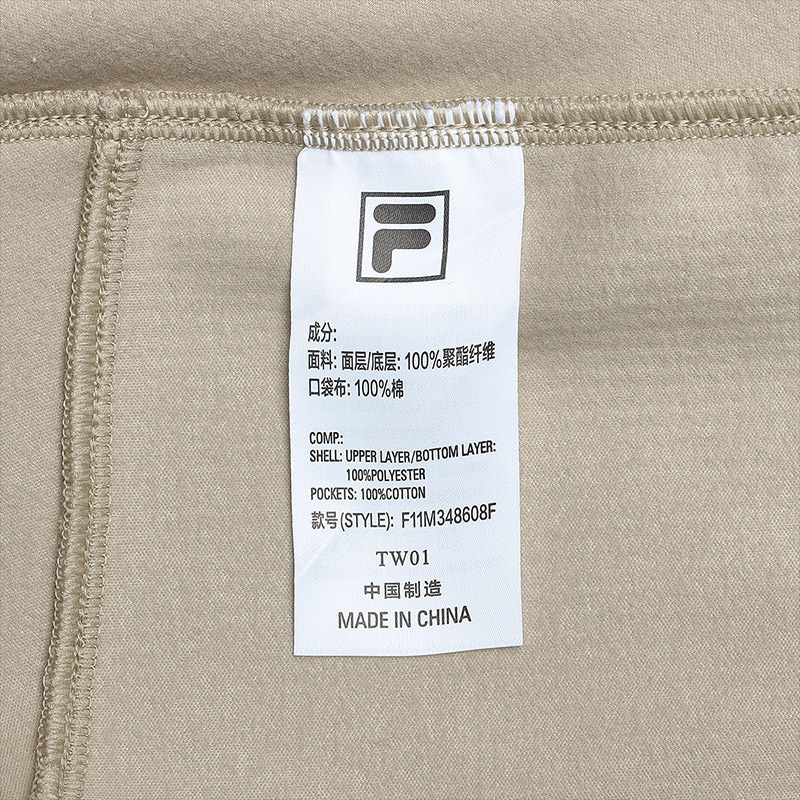 F
成分:
面料: 面层/底层: 100%聚酯纤维
口袋布: 100%棉
COMP.:
SHELL: UPPER LAYER/BOTTOM LAYER:
100%POLYESTER
POCKETS: 100%COTTON
款号(STYLE): F11M348608F
TW01
中国制造
MADE IN CHINA